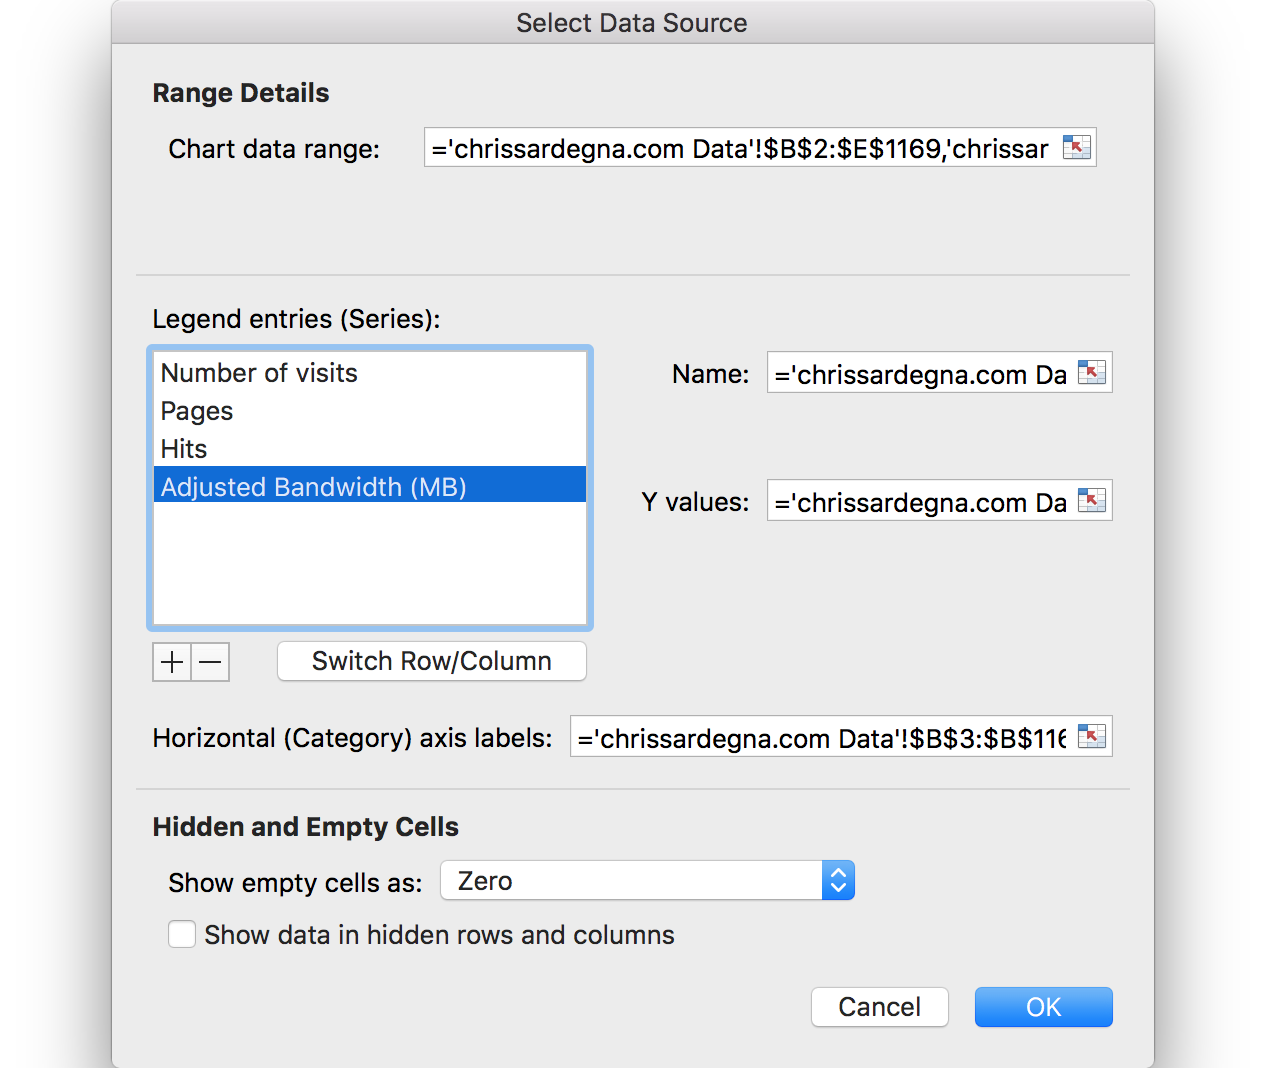 Select Data Source
Range Details
Chart data range: ='chrissardegna.com Data'!$B$2:$E$1169,'chrissar
Legend entries (Series):
Number of visits
Pages
Hits
Adjusted Bandwidth (MB)
Name: ='chrissardegna.com Da
Y values: ='chrissardegna.com Da
Switch Row/Column
Horizontal (Category) axis labels: ='chrissardegna.com Data'!$B$3:$B$116
Hidden and Empty Cells
Show empty cells as: Zero
Show data in hidden rows and columns
Cancel OK